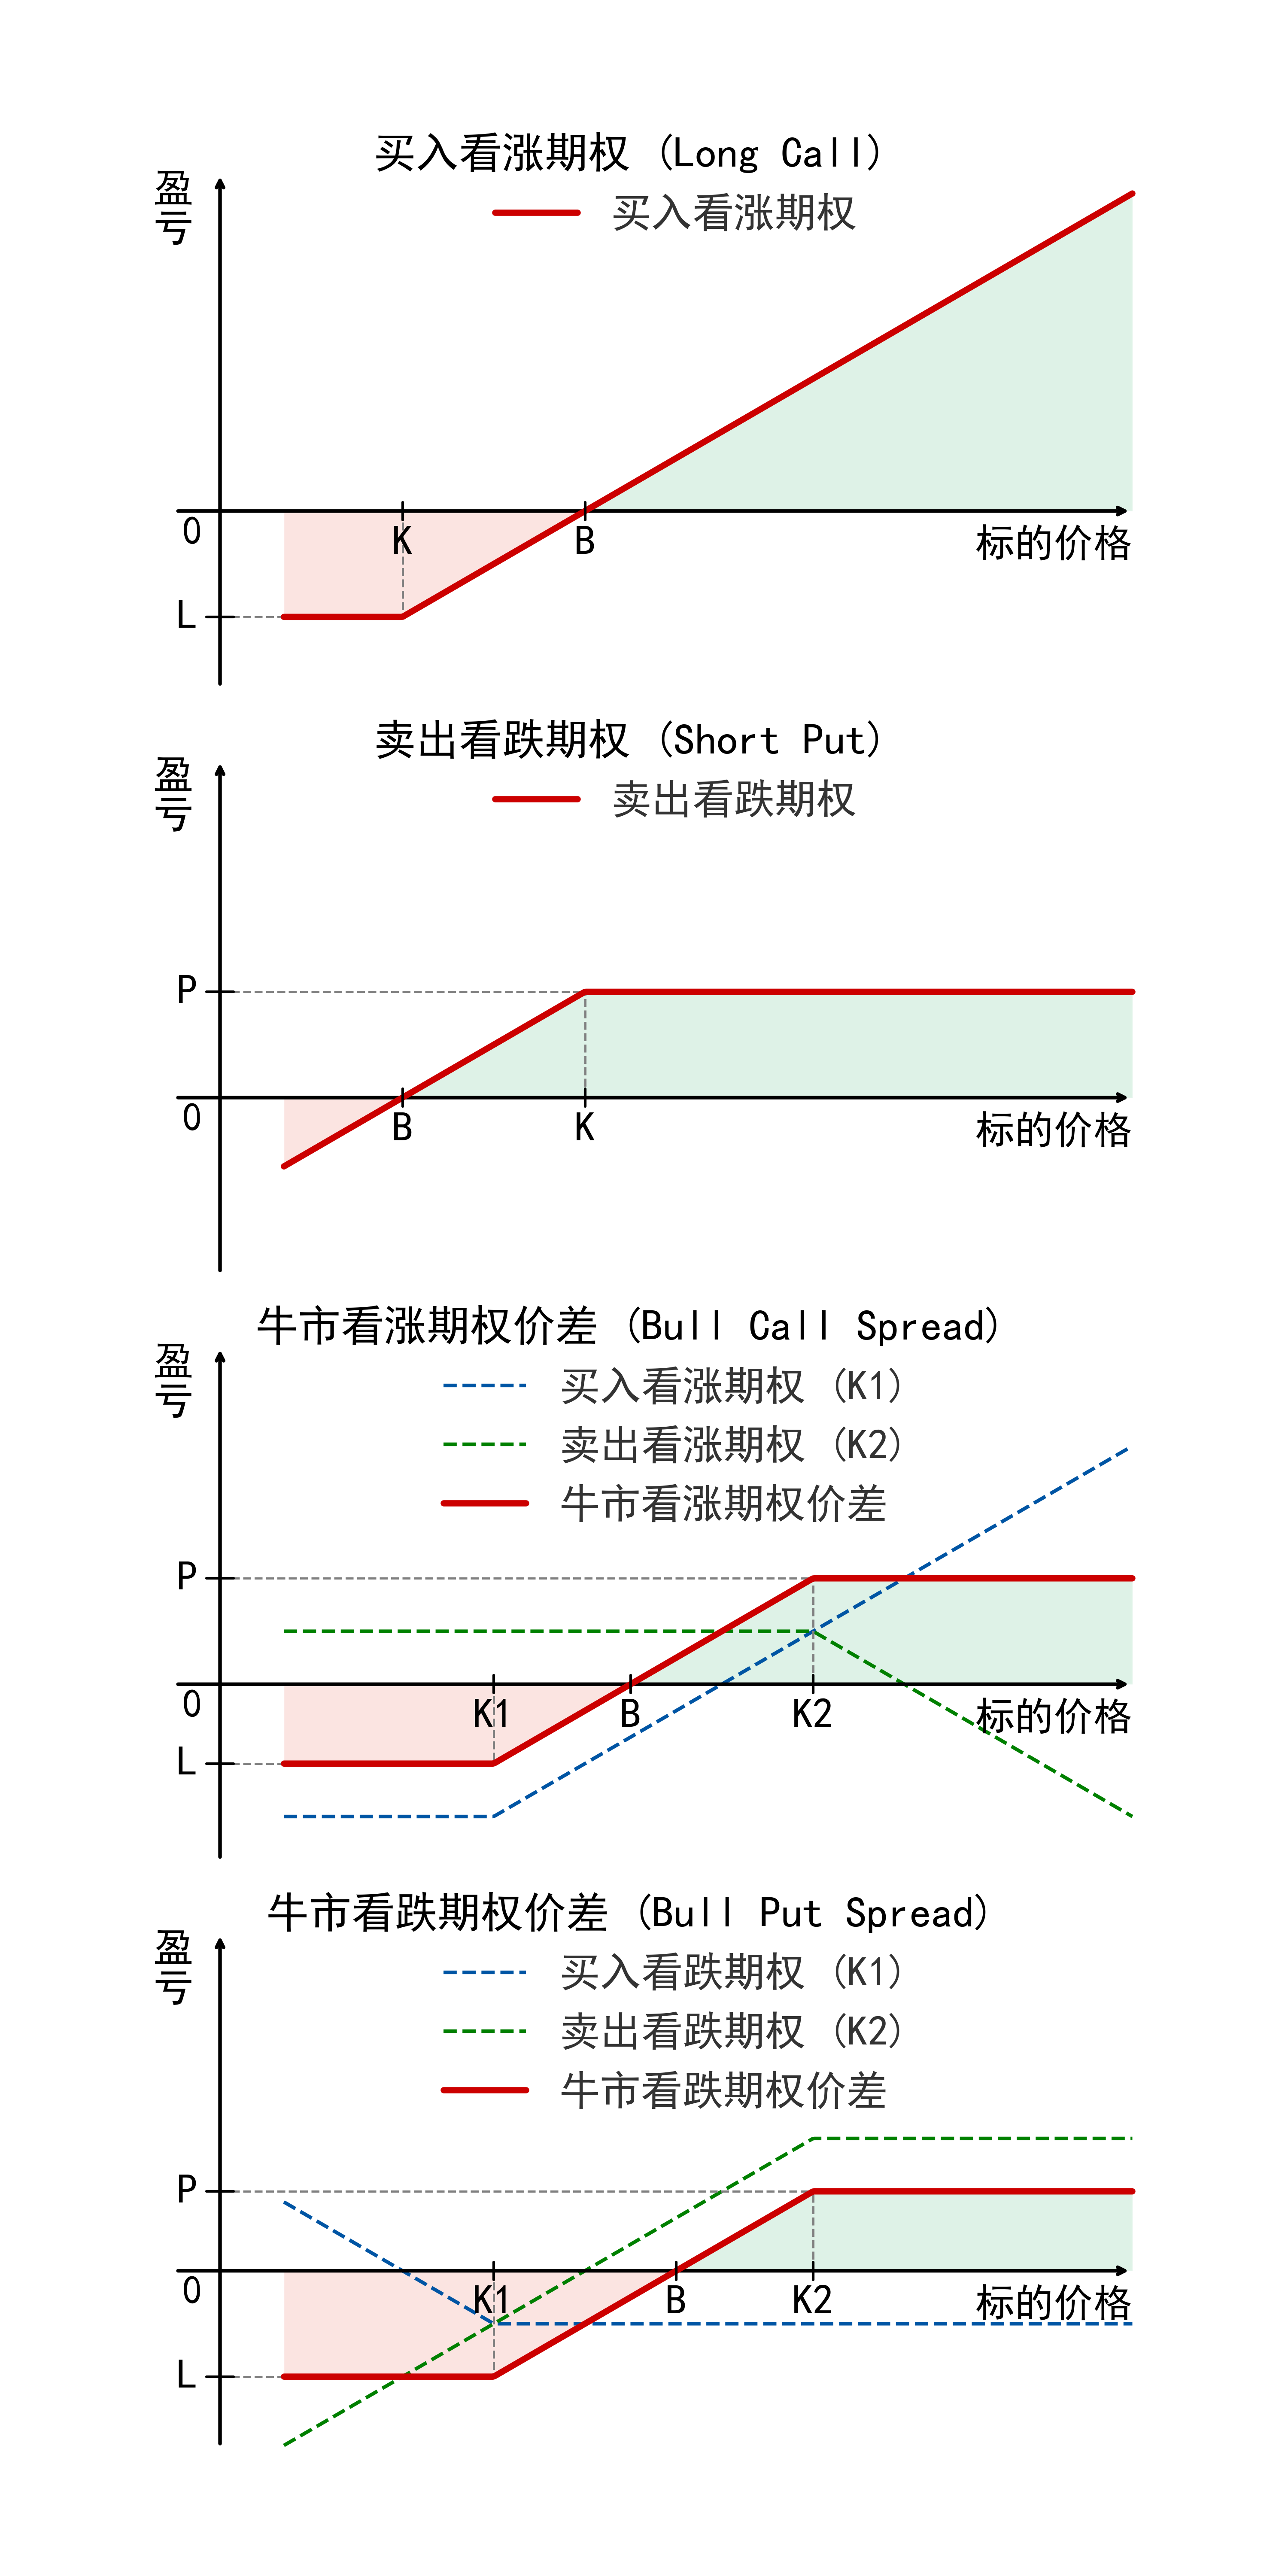 买入看涨期权 (Long Call)
盈
亏
买入看涨期权
0
K
B
标的价格
L
卖出看跌期权 (Short Put)
盈
亏
卖出看跌期权
P
0
B
K
标的价格
牛市看涨期权价差 (Bull Call Spread)
盈
亏
买入看涨期权 (K1)
卖出看涨期权 (K2)
牛市看涨期权价差
P
0
K1
B
K2
标的价格
L
牛市看跌期权价差 (Bull Put Spread)
盈
亏
买入看跌期权 (K1)
卖出看跌期权 (K2)
牛市看跌期权价差
P
0
K1
B
K2
标的价格
L